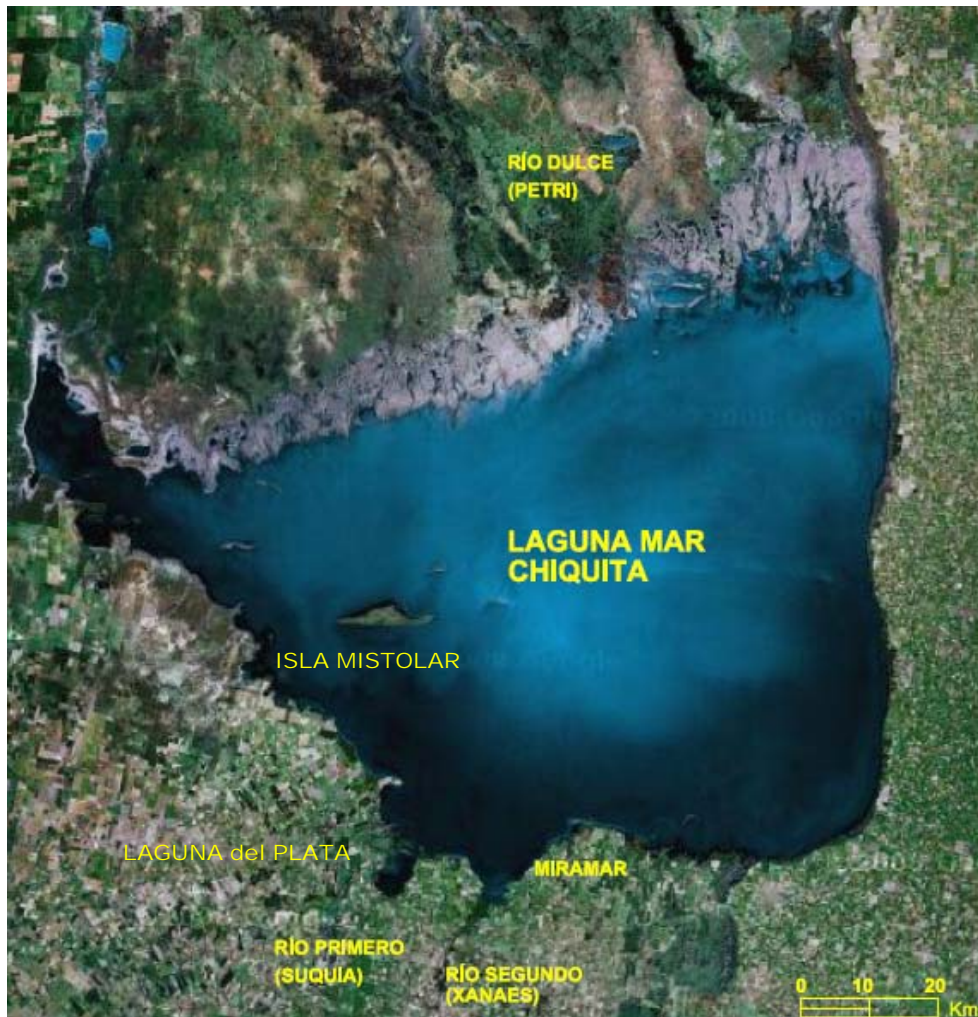 RÍO DULCE
(PETRI)
LAGUNA MAR
CHIQUITA
ISLA MISTOLAR
LAGUNA del PLATA
MIRAMAR
RÍO PRIMERO
(SUQUIA)
RÍO SEGUNDO
(XANAES)
0 10 20
Km